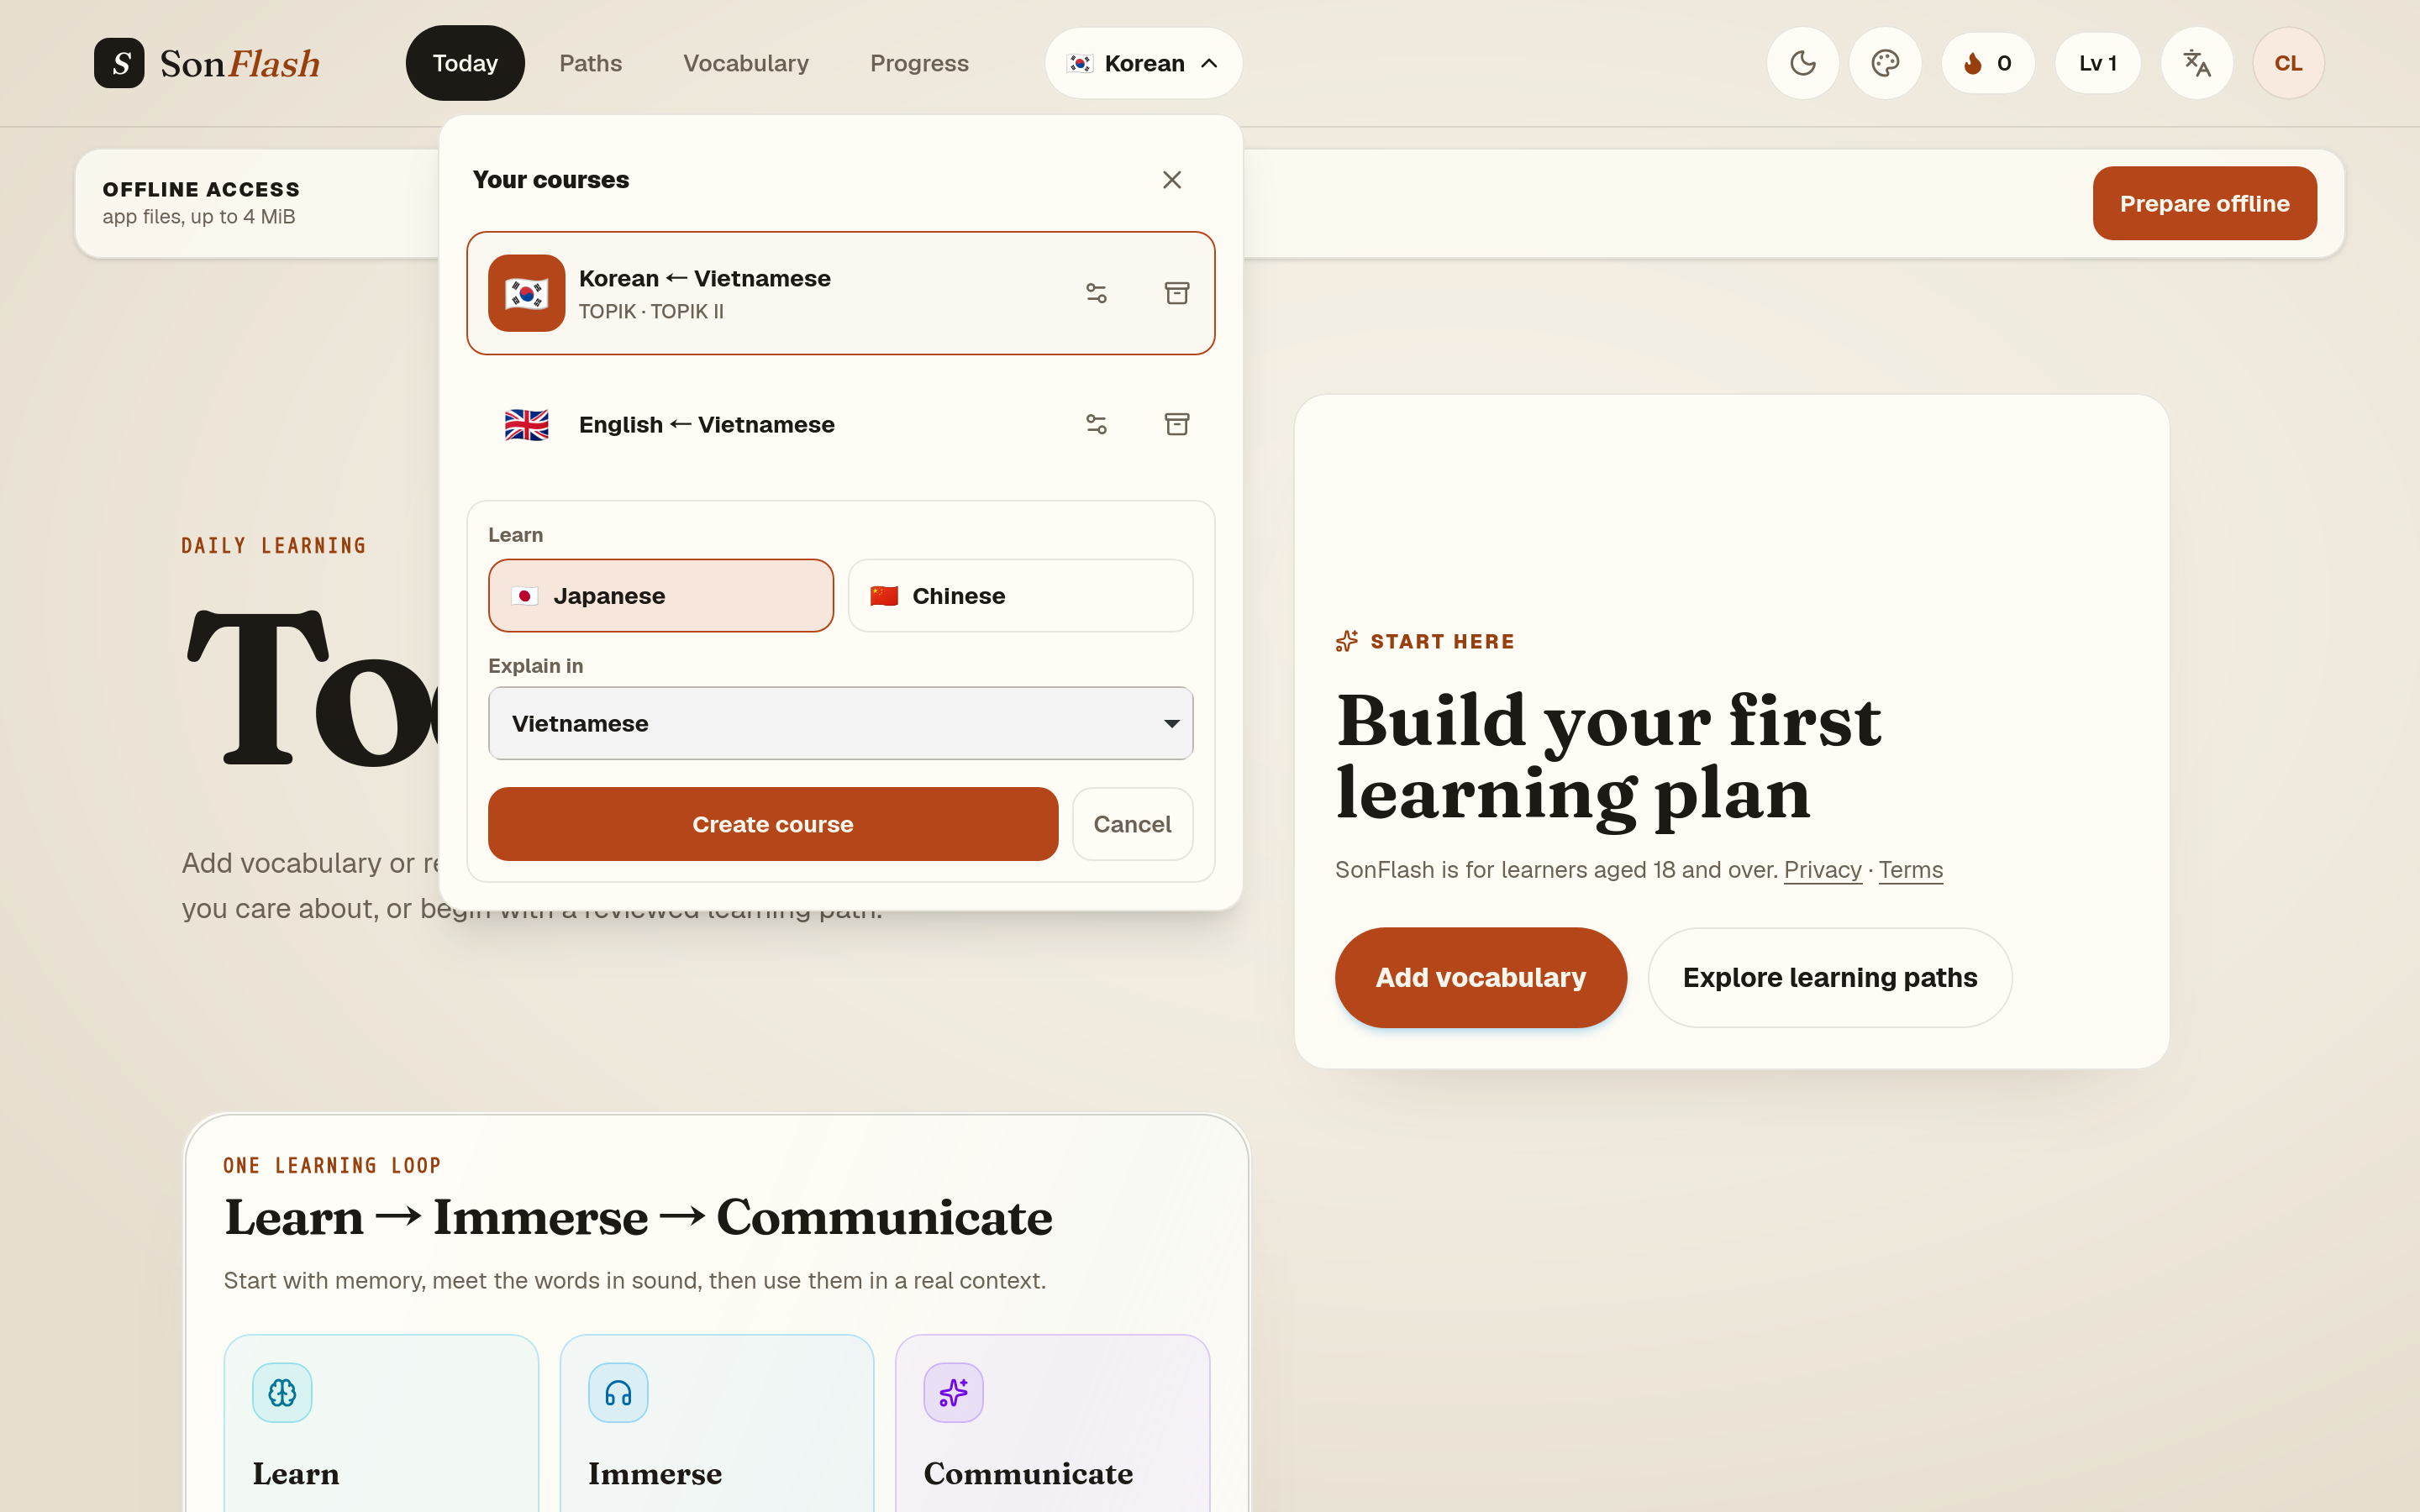 S SonFlash
Today
Paths
Vocabulary
Progress
Korean
0
Lv 1
CL
OFFLINE ACCESS
app files, up to 4 MiB
Prepare offline
Your courses
Korean ← Vietnamese
TOPIK · TOPIK II
English ← Vietnamese
Learn
Japanese
Chinese
Explain in
Vietnamese
Create course
Cancel
DAILY LEARNING
Add vocabulary or
you care about, or begin with a reviewed learning path.
START HERE
Build your first
learning plan
SonFlash is for learners aged 18 and over. Privacy · Terms
Add vocabulary
Explore learning paths
ONE LEARNING LOOP
Learn → Immerse → Communicate
Start with memory, meet the words in sound, then use them in a real context.
Learn
Immerse
Communicate